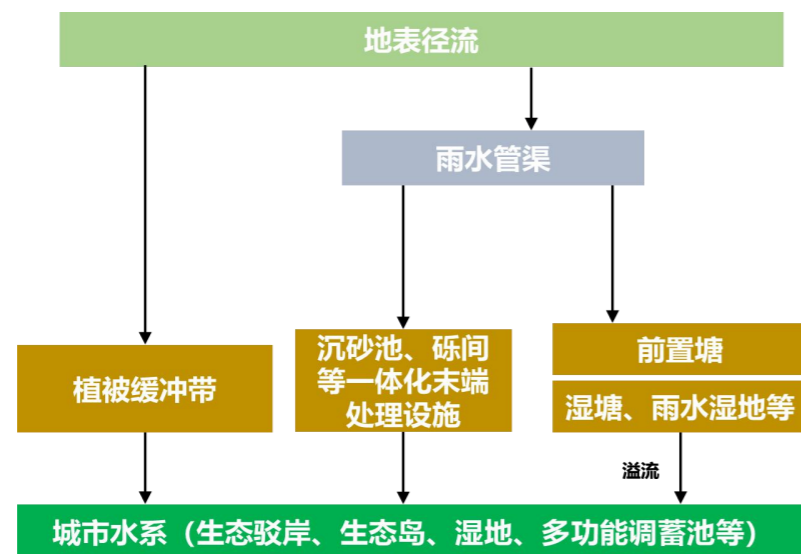 地表径流
雨水管渠
植被缓冲带
沉砂池、砾间
等一体化末端
处理设施
前置塘
湿塘、雨水湿地等
溢流
城市水系（生态驳岸、生态岛、湿地、多功能调蓄池等）